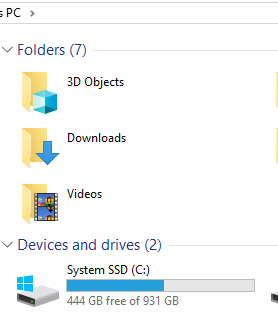 s PC
Folders (7)
3D Objects
Downloads
Videos
Devices and drives (2)
System SSD (C:)
444 GB free of 931 GB